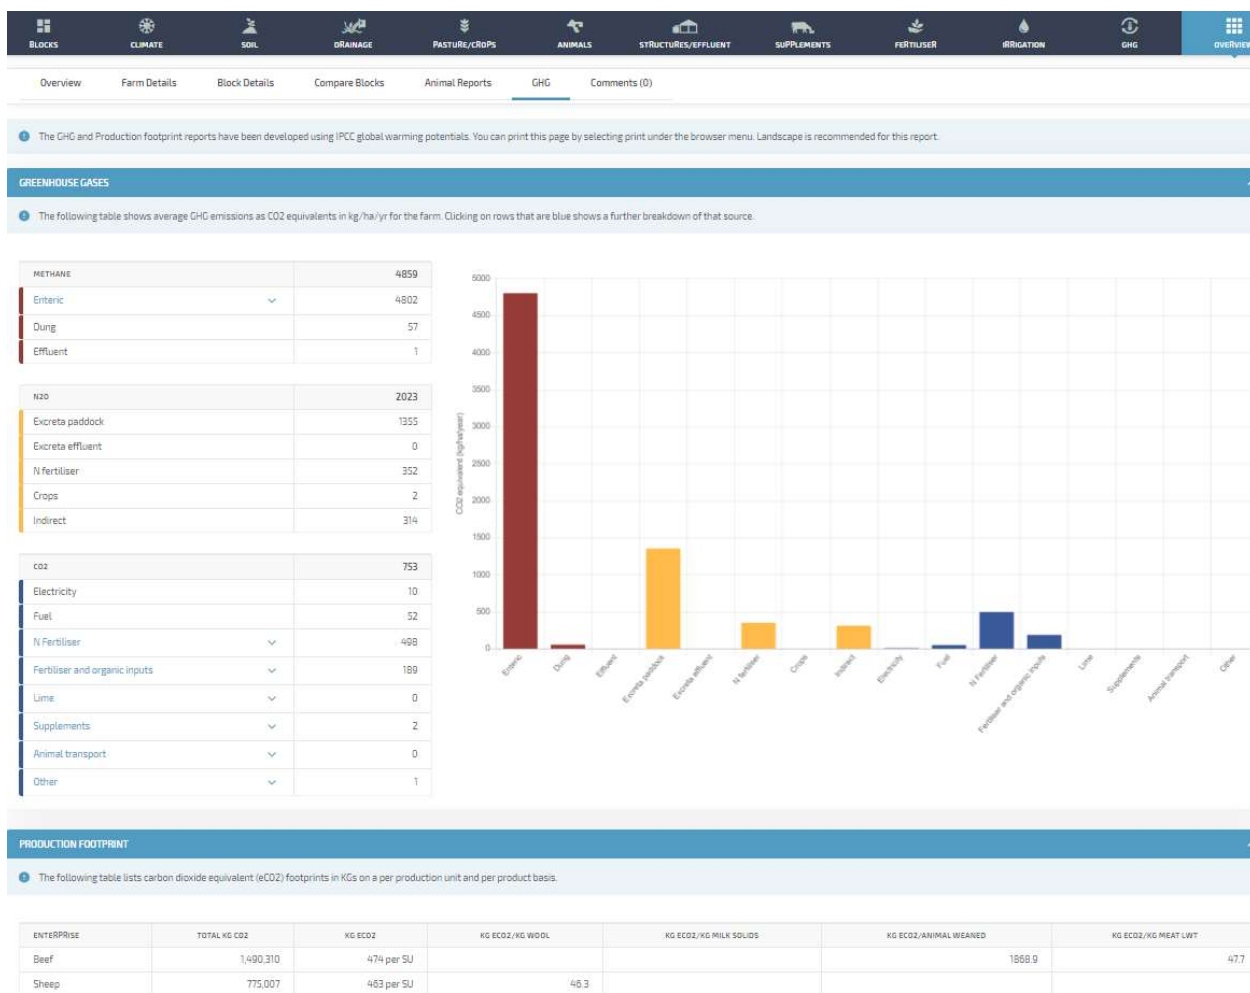 BLOCKS CLIMATE SOIL DRAINAGE PASTURE/CROPS ANIMALS STRUCTURES/EFFLUENT SUPPLEMENTS FERTILISER IRRIGATION GHG OVERVIEW
Overview Farm Details Block Details Compare Blocks Animal Reports GHG Comments (0)
The GHG and Production footprint reports have been developed using IPCC global warming potentials. You can print this page by selecting print under the browser menu. Landscape is recommended for this report.
GREENHOUSE GASES
The following table shows average GHG emissions as CO2 equivalents in kg/ha/yr for the farm. Clicking on rows that are blue shows a further breakdown of that source.
METHANE 4859
Enteric 4802
Dung 57
Effluent 1
N2O 2023
Excreta paddock 1355
Excreta effluent 0
N fertiliser 352
Crops 2
Indirect 314
CO2 753
Electricity 10
Fuel 52
N Fertiliser 498
Fertiliser and organic inputs 189
Lime 0
Supplements 2
Animal transport 0
Other 1
CO2 equivalent (kg/ha/year)
5000
4500
4000
3500
3000
2500
2000
1500
1000
500
0
Enteric Dung Effluent Excreta paddock Excreta effluent N fertiliser Crops Indirect Electricity Fuel N Fertiliser Fertiliser and organic inputs Lime Supplements Animal transport Other
PRODUCTION FOOTPRINT
The following table lists carbon dioxide equivalent (eCO2) footprints in KGs on a per production unit and per product basis.
ENTERPRISE TOTAL KG CO2 KG ECO2 KG ECO2/KG WOOL KG ECO2/KG MILK SOLIDS KG ECO2/ANIMAL WEANED KG ECO2/KG MEAT LWT
Beef 1,490,310 474 per SU 1868.9 47.7
Sheep 775,007 463 per SU 46.3